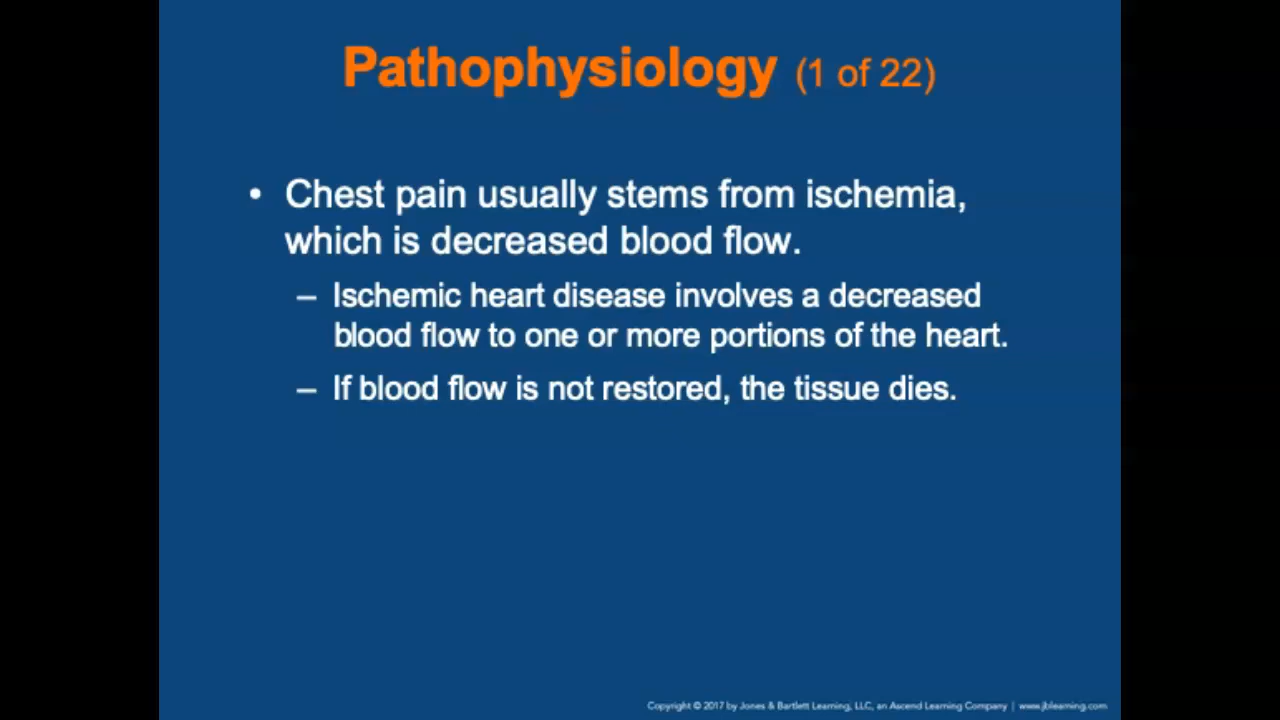 Pathophysiology (1 of 22)
• Chest pain usually stems from ischemia,
which is decreased blood flow.
– Ischemic heart disease involves a decreased
blood flow to one or more portions of the heart.
– If blood flow is not restored, the tissue dies.
Copyright © 2017 by Jones & Bartlett Learning, LLC, an Ascend Learning Company | www.jblearning.com